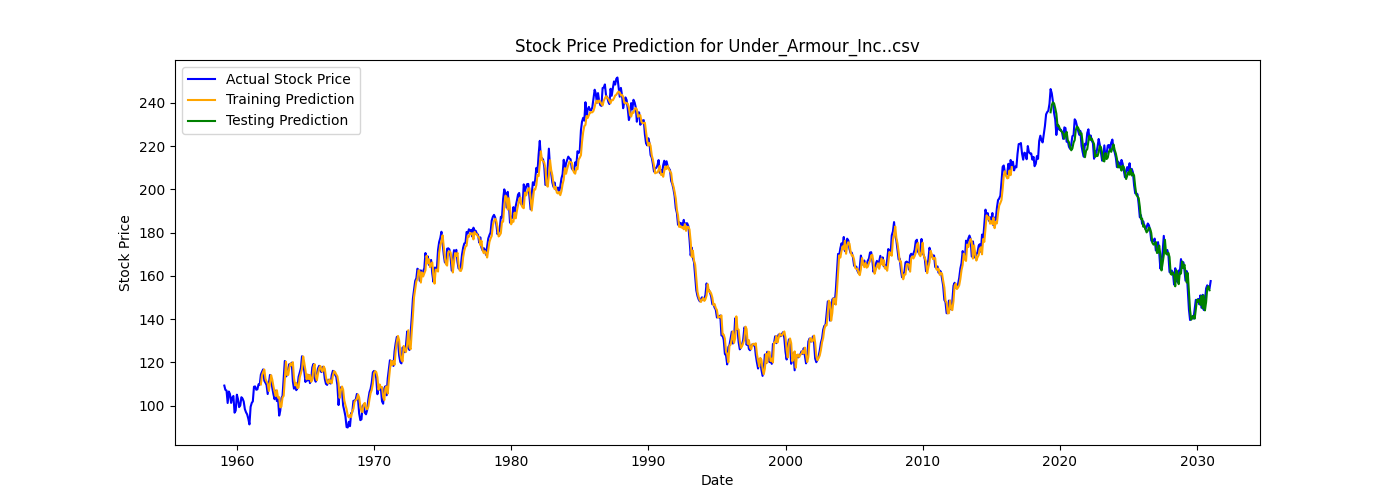 Stock Price Prediction for Under_Armour_Inc..csv
Actual Stock Price
Training Prediction
Testing Prediction
Stock Price
240
220
200
180
160
140
120
100
1960
1970
1980
1990
2000
2010
2020
2030
Date